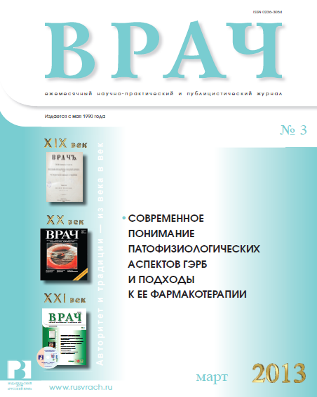 ВРАЧ
ежемесячный научно-практический и публицистический журнал
Издается с мая 1990 года
№ 3
XIX век
ВРАЧЪ
XX век
ВРАЧ
XXI век
ВРАЧ
Авторитет и традиции — из века в век
• СОВРЕМЕННОЕ
ПОНИМАНИЕ
ПАТОФИЗИОЛОГИЧЕСКИХ
АСПЕКТОВ ГЭРБ
И ПОДХОДЫ
К ЕЕ ФАРМАКОТЕРАПИИ
март 2013
www.rusvrach.ru